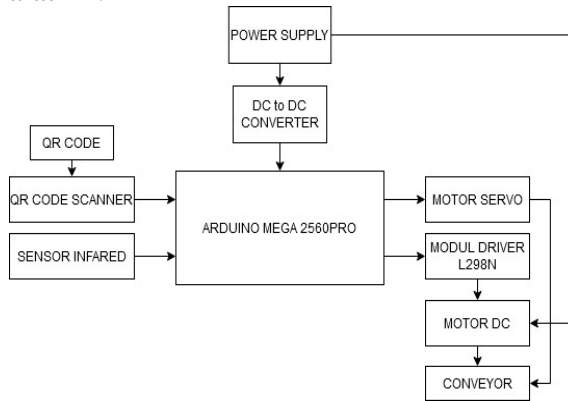 POWER SUPPLY
DC to DC
CONVERTER
QR CODE
QR CODE SCANNER
SENSOR INFARED
ARDUINO MEGA 2560PRO
MOTOR SERVO
MODUL DRIVER
L298N
MOTOR DC
CONVEYOR